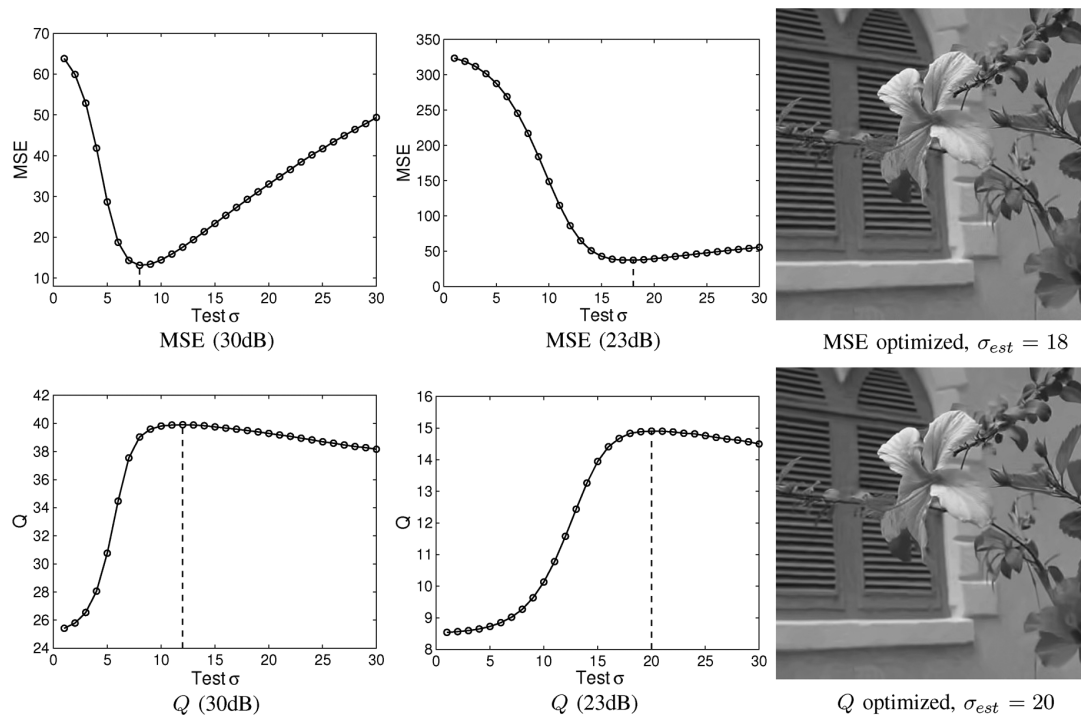 70
60
50
40
30
20
10
MSE
0 5 10 15 20 25 30
Test σ
MSE (30dB)
350
300
250
200
150
100
50
0
MSE
0 5 10 15 20 25 30
Test σ
MSE (23dB)
MSE optimized, σest = 18
42
40
38
36
34
32
30
28
26
24
Q
0 5 10 15 20 25 30
Test σ
Q (30dB)
16
15
14
13
12
11
10
9
8
Q
0 5 10 15 20 25 30
Test σ
Q (23dB)
Q optimized, σest = 20